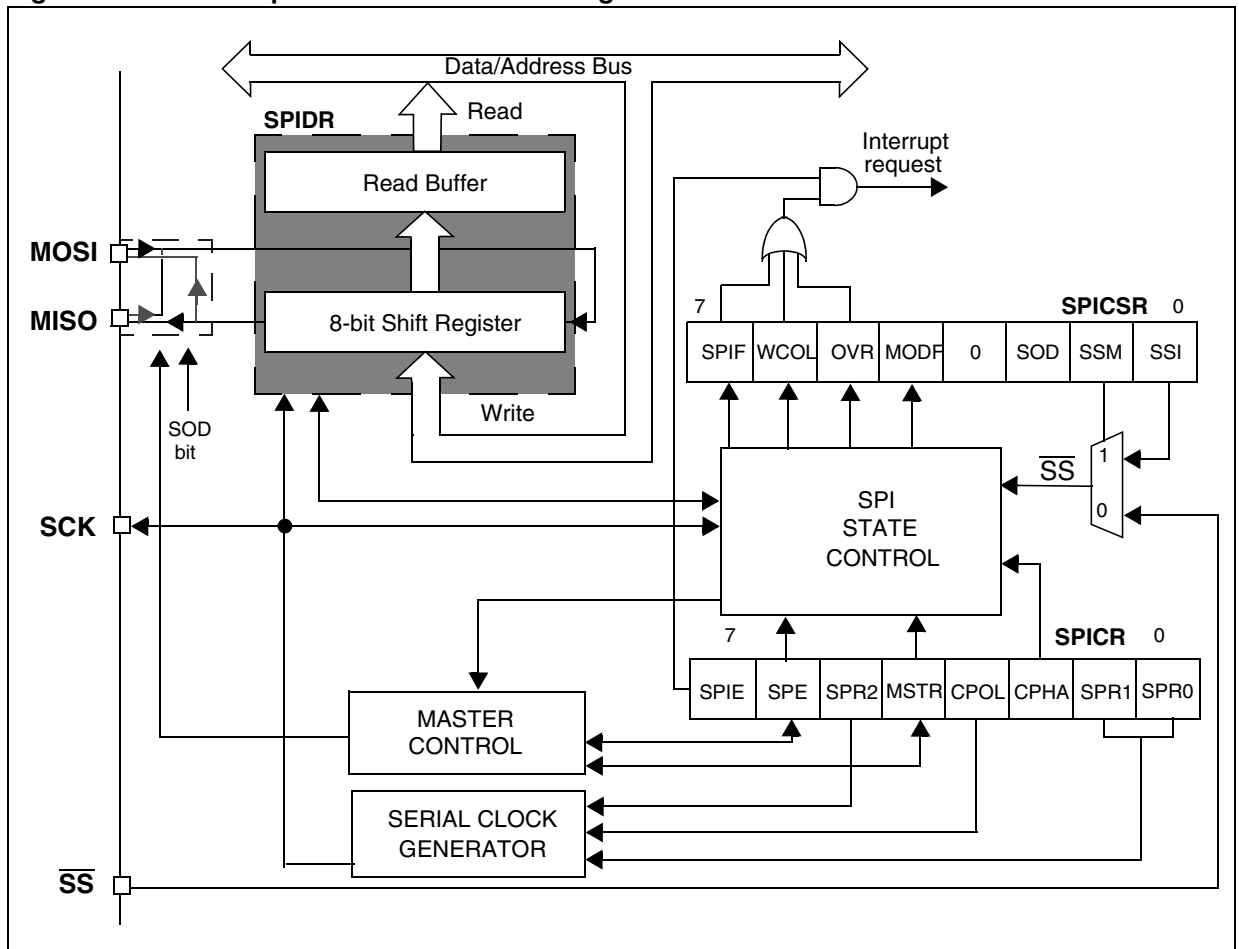 Data/Address Bus
SPIDR
Read
Read Buffer
8-bit Shift Register
Write
Interrupt
request
MOSI
MISO
SOD
bit
SCK
SS
7
SPICSR
0
SPIF WCOL OVR MODF 0 SOD SSM SSI
1
SS
0
SPI
STATE
CONTROL
7
SPICR
0
SPIE SPE SPR2 MSTR CPOL CPHA SPR1 SPR0
MASTER
CONTROL
SERIAL CLOCK
GENERATOR